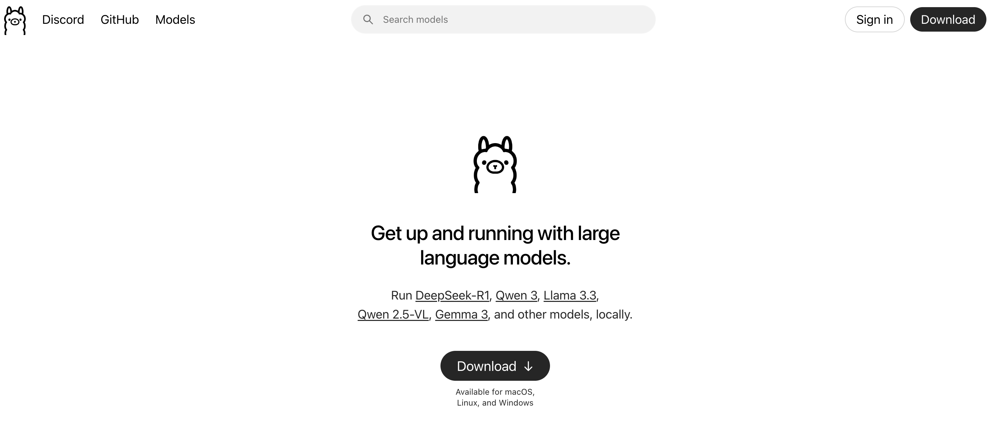 Discord GitHub Models Search models Sign in Download
Get up and running with large
language models.
Run DeepSeek-R1, Qwen 3, Llama 3.3,
Qwen 2.5-VL, Gemma 3, and other models, locally.
Download ↓
Available for macOS,
Linux, and Windows